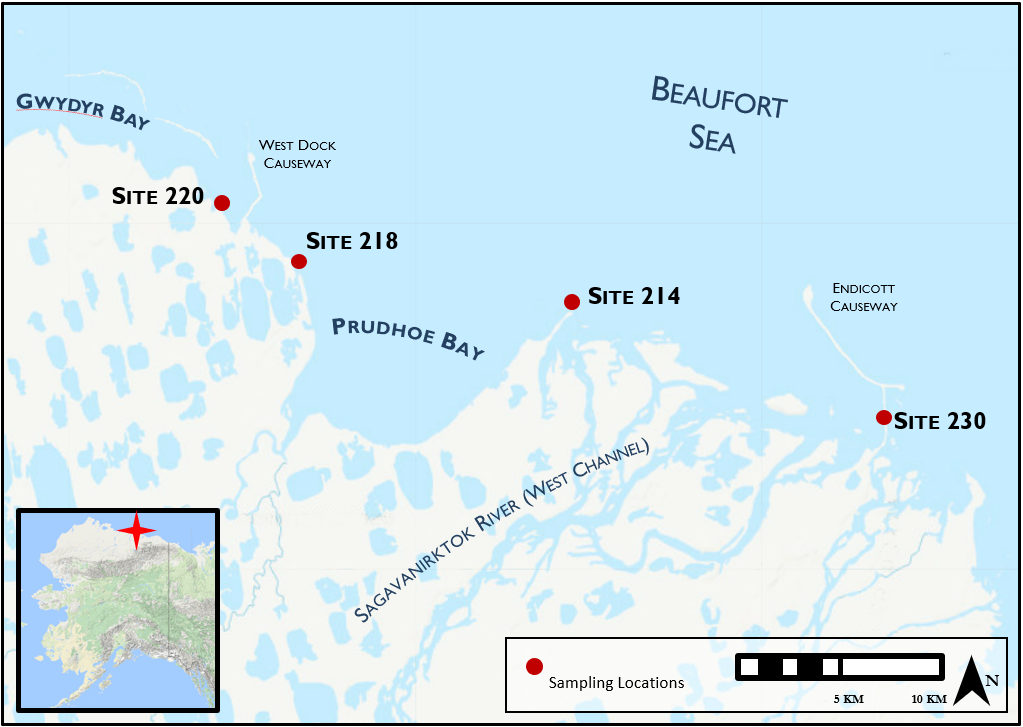 GWYDYR BAY
BEAUFORT
SEA
WEST DOCK
CAUSEWAY
SITE 220
SITE 218
SITE 214
ENDICOTT
CAUSEWAY
PRUDHOE BAY
SITE 230
SAGAVANIRKTOK RIVER (WEST CHANNEL)
Sampling Locations
5 KM
10 KM
N